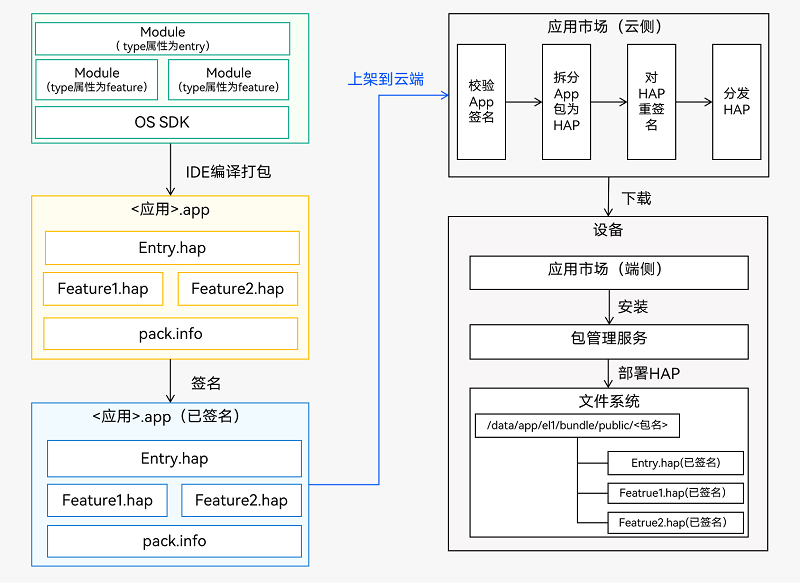 Module
( type属性为entry)
Module
(type属性为feature)
Module
(type属性为feature)
OS SDK
IDE编译打包
<应用>.app
Entry.hap
Feature1.hap
Feature2.hap
pack.info
签名
<应用>.app（已签名）
Entry.hap
Feature1.hap
Feature2.hap
pack.info
上架到云端
应用市场（云侧）
校验
App
签名
拆分
App
包为
HAP
对
HAP
重签
名
分发
HAP
下载
设备
应用市场（端侧）
安装
包管理服务
部署HAP
文件系统
/data/app/el1/bundle/public/<包名>
Entry.hap(已签名)
Featrue1.hap(已签名）
Featrue2.hap(已签名）